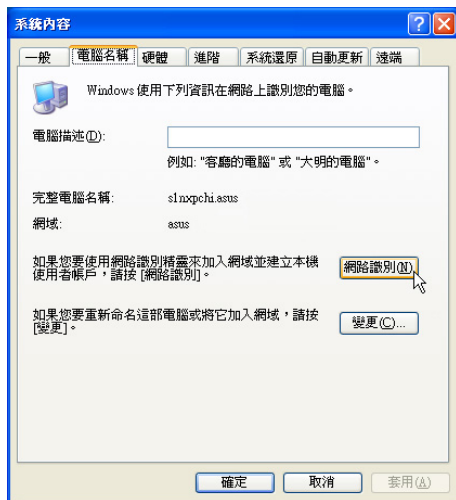 系統內容
一般 電腦名稱 硬體 進階 系統還原 自動更新 遠端
Windows 使用下列資訊在網路上識別您的電腦。
電腦描述(D):
例如: "客廳的電腦" 或 "大明的電腦"。
完整電腦名稱: s1nxpchi.asus
網域: asus
如果您要使用網路識別精靈來加入網域並建立本機
使用者帳戶，請按 [網路識別]。
網路識別(N)
如果您要重新命名這部電腦或將它加入網域，請按
[變更]。
變更(C)...
確定 取消 套用(A)